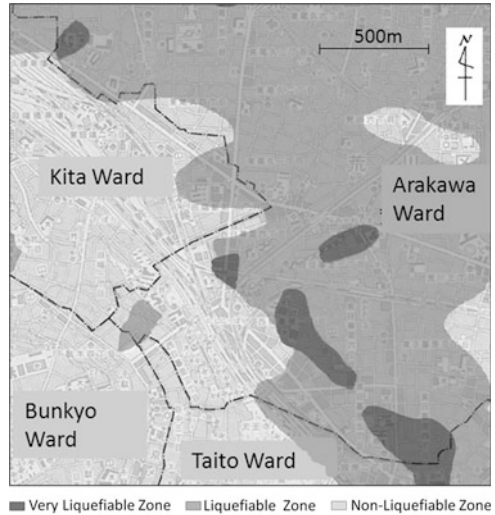 500m
N
Kita Ward
Arakawa
Ward
Bunkyo
Ward
Taito Ward
Very Liquefiable Zone
Liquefiable Zone
Non-Liquefiable Zone